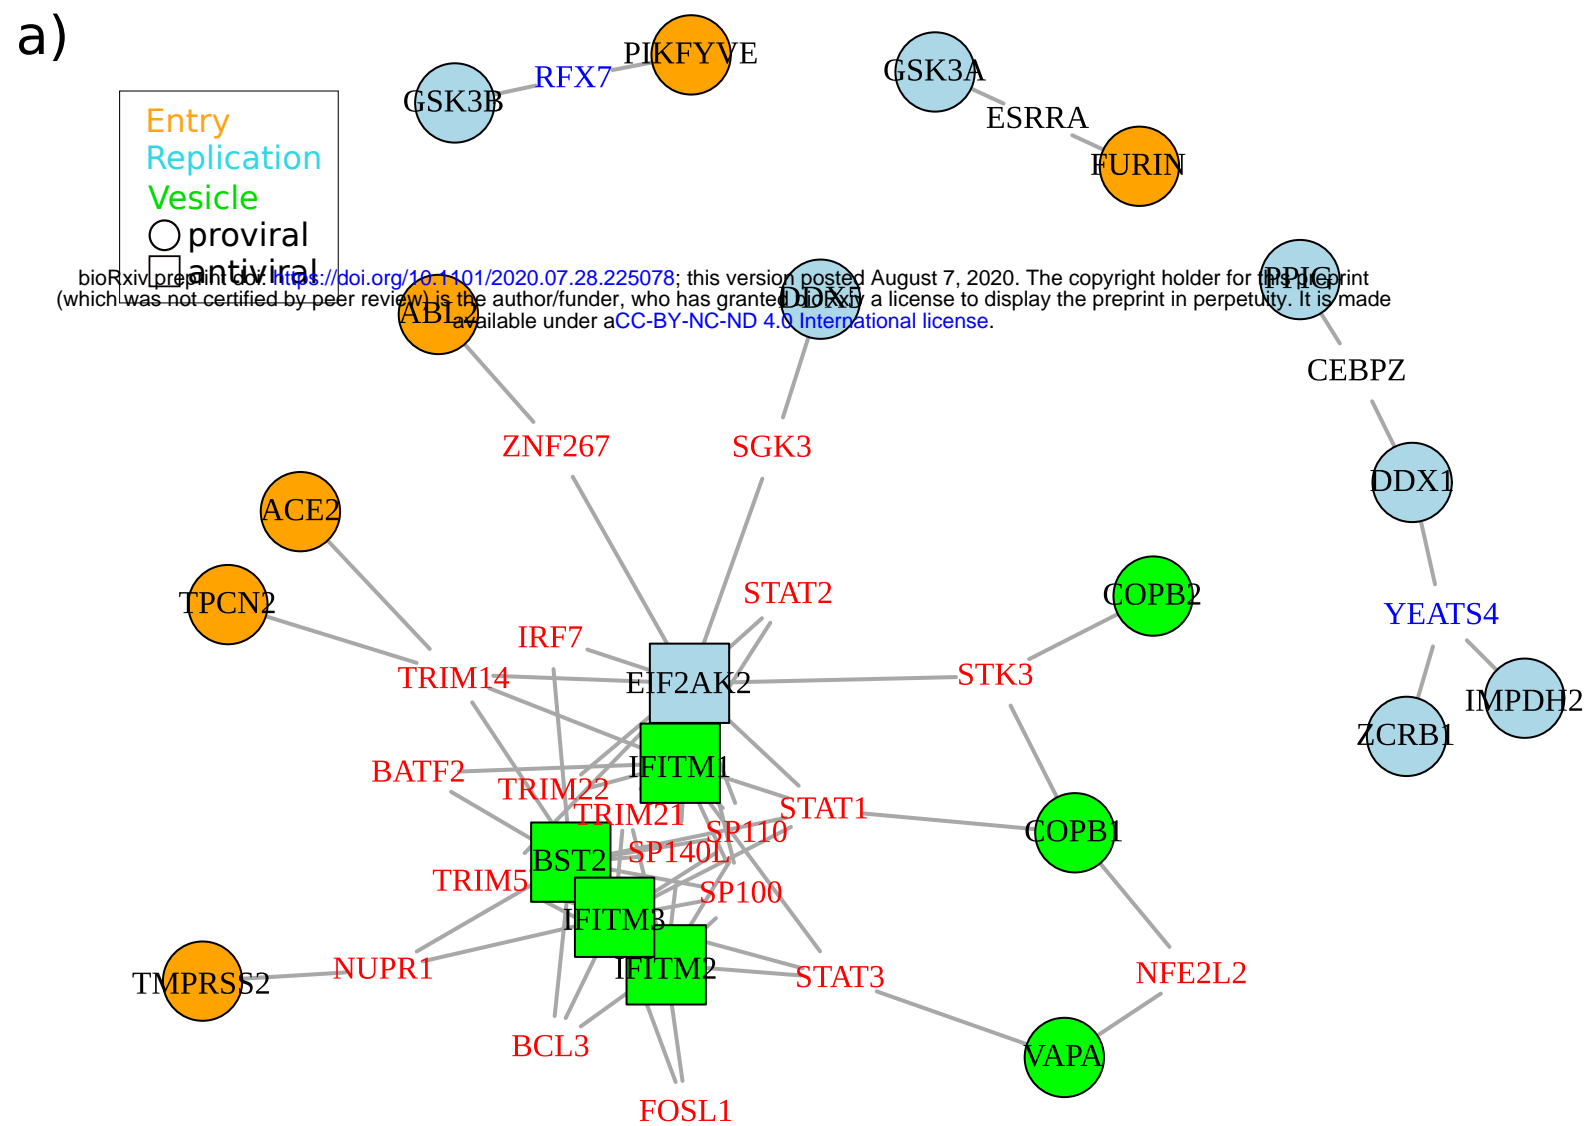 a)
PIKFYVE
GSK3A
RFX7
GSK3B
ESRRA
Entry
Replication
FURIN
Vesicle
proviral
antiviral
bioRxiv preprint doi: https://doi.org/10.1101/2020.07.28.225078; this version posted August 7, 2020. The copyright holder for this preprint
(which was not certified by peer review) is the author/funder, who has granted bioRxiv a license to display the preprint in perpetuity. It is made
available under aCC-BY-NC-ND 4.0 International license.
PPIG
DDX5
ABL2
CEBPZ
ZNF267
SGK3
DDX1
ACE2
STAT2
COPB2
TPCN2
YEATS4
IRF7
TRIM14
EIF2AK2
STK3
IMPDH2
ZCRB1
BATF2
IFITM1
TRIM22
STAT1
TRIM21
SP110
COPB1
SP140L
BST2
TRIM5
SP100
IFITM3
NUPR1
IFITM2
STAT3
NFE2L2
TMPRSS2
BCL3
VAPA
FOSL1